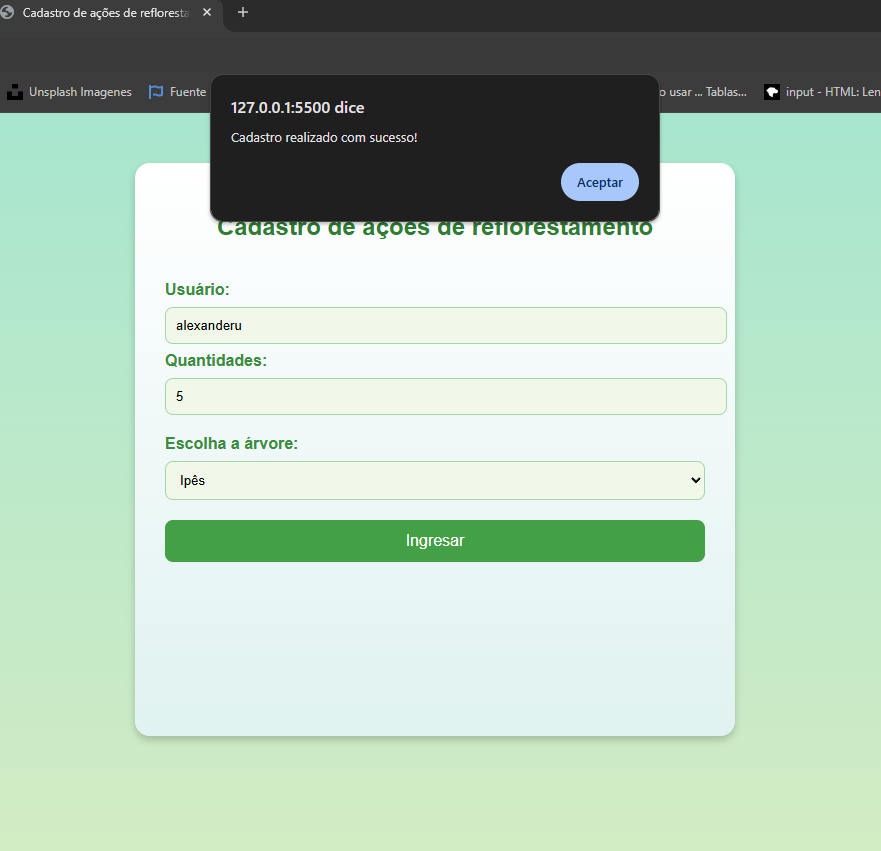 Cadastro de ações de reflores
Unsplash Imagenes
Fuente
o usar ... Tablas...
input - HTML: Len
127.0.0.1:5500 dice
Cadastro realizado com sucesso!
Aceptar
Cadastro de ações de reflorestamento
Usuário:
alexanderu
Quantidades:
5
Escolha a árvore:
Ipês
Ingresar